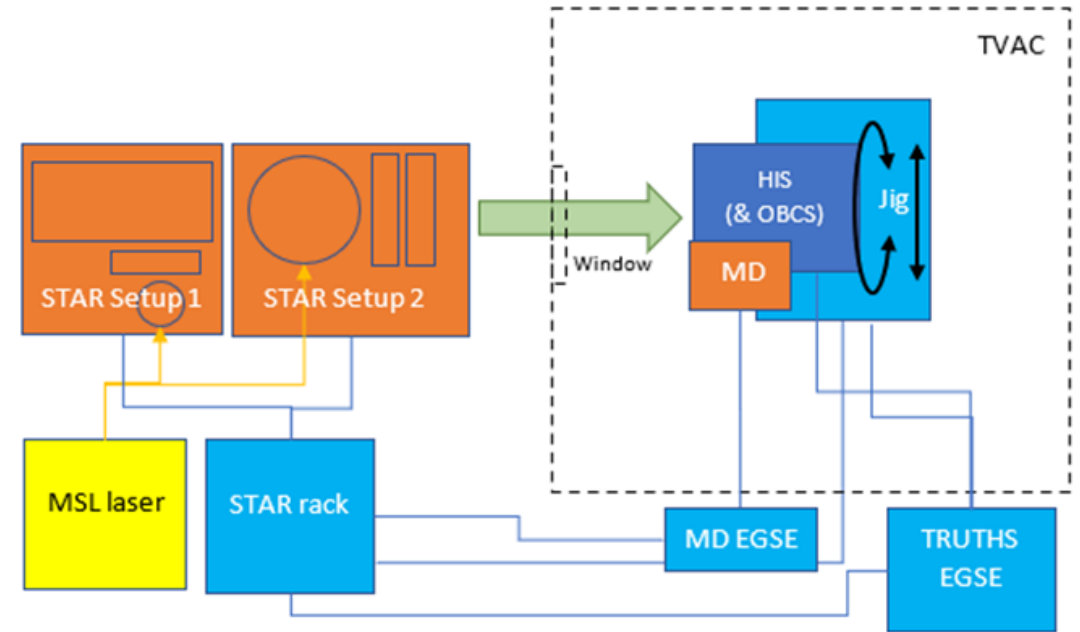 TVAC
HIS
(& OBCS)
Jig
MD
Window
STAR Setup 1
STAR Setup 2
MSL laser
STAR rack
MD EGSE
TRUTHS
EGSE